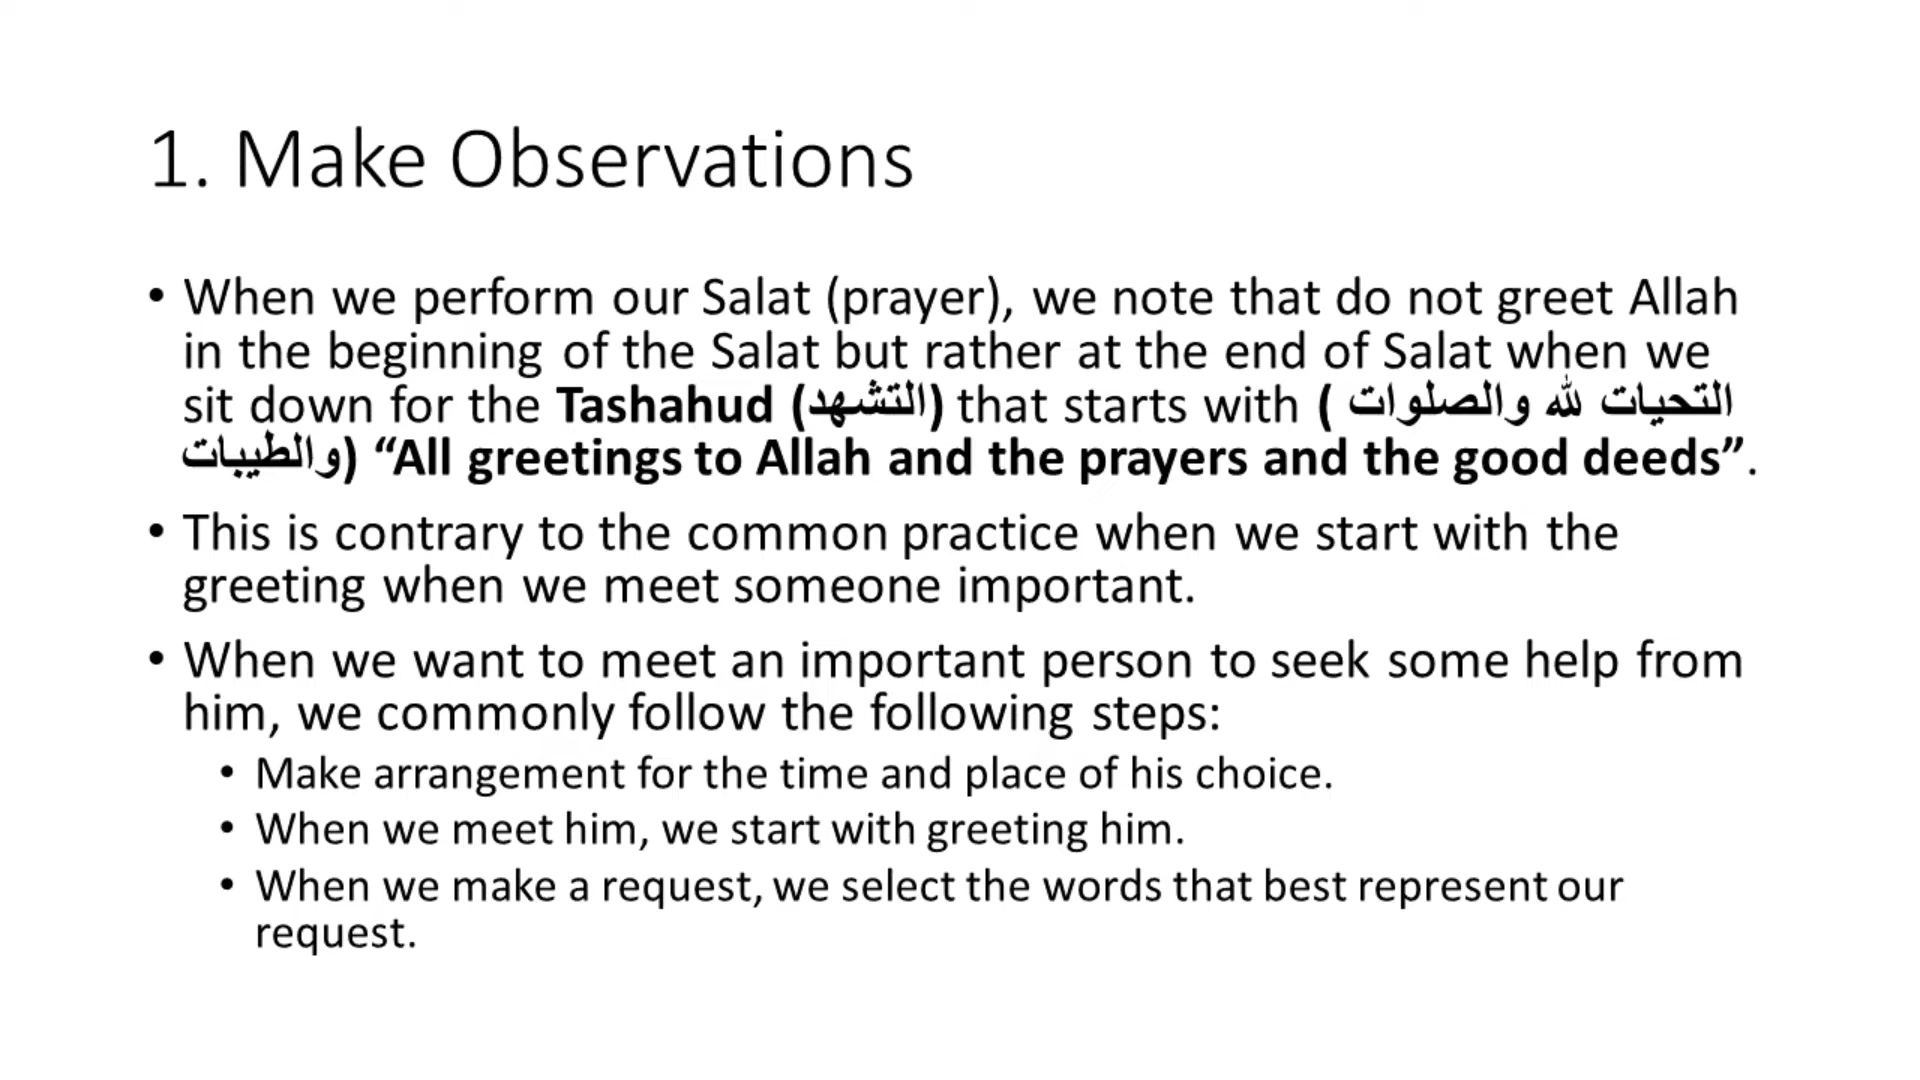 1. Make Observations
• When we perform our Salat (prayer), we note that do not greet Allah
in the beginning of the Salat but rather at the end of Salat when we
sit down for the Tashahud (التشهد) that starts with ( التحيات لله والصلوات
والطيبات) “All greetings to Allah and the prayers and the good deeds”.
• This is contrary to the common practice when we start with the
greeting when we meet someone important.
• When we want to meet an important person to seek some help from
him, we commonly follow the following steps:
• Make arrangement for the time and place of his choice.
• When we meet him, we start with greeting him.
• When we make a request, we select the words that best represent our
request.